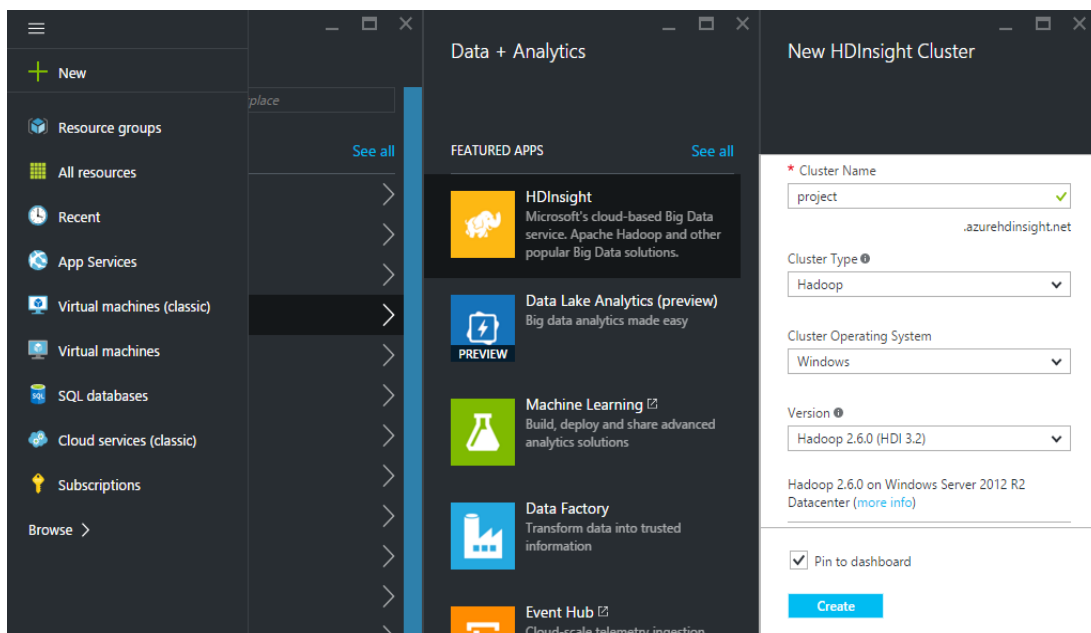 New
Resource groups
All resources
Recent
App Services
Virtual machines (classic)
Virtual machines
SQL
SQL databases
Cloud services (classic)
Subscriptions
Browse
place
See all
Data + Analytics
FEATURED APPS
See all
HDInsight
Microsoft's cloud-based Big Data
service. Apache Hadoop and other
popular Big Data solutions.
PREVIEW
Data Lake Analytics (preview)
Big data analytics made easy
Machine Learning
Build, deploy and share advanced
analytics solutions
Data Factory
Transform data into trusted
information
Event Hub
Cloud-scale telemetry ingestion
New HDInsight Cluster
* Cluster Name
project
.azurehdinsight.net
Cluster Type
Hadoop
Cluster Operating System
Windows
Version
Hadoop 2.6.0 (HDI 3.2)
Hadoop 2.6.0 on Windows Server 2012 R2
Datacenter (more info)
Pin to dashboard
Create